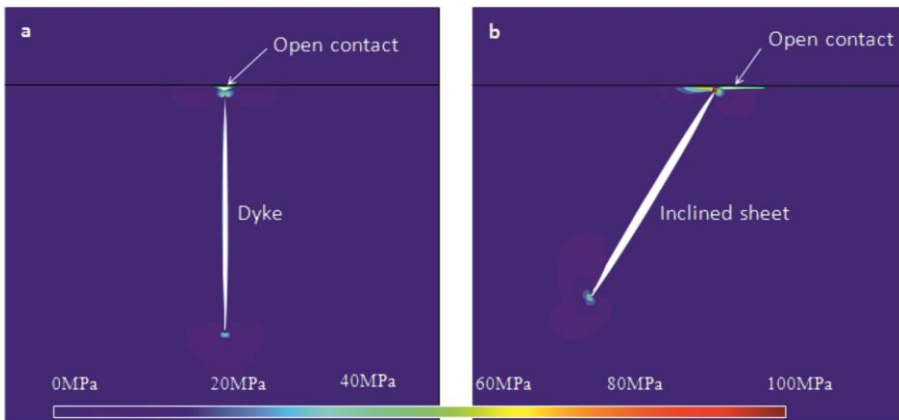 a
Open contact
Dyke
0MPa 20MPa 40MPa
b
Open contact
Inclined sheet
60MPa 80MPa 100MPa